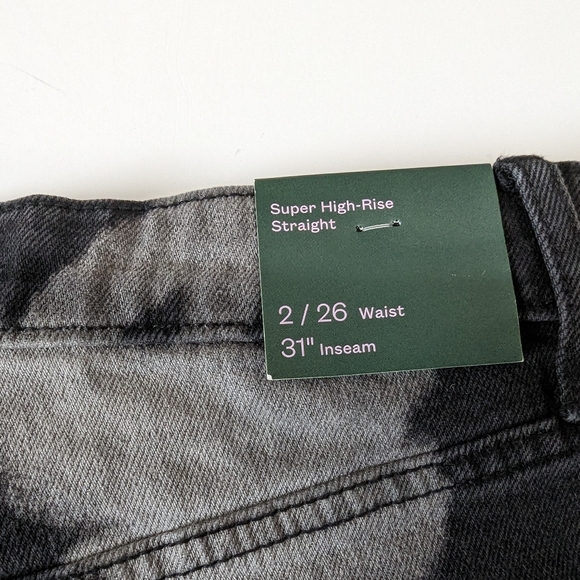 Super High-Rise
Straight
2 / 26 Waist
31" Inseam